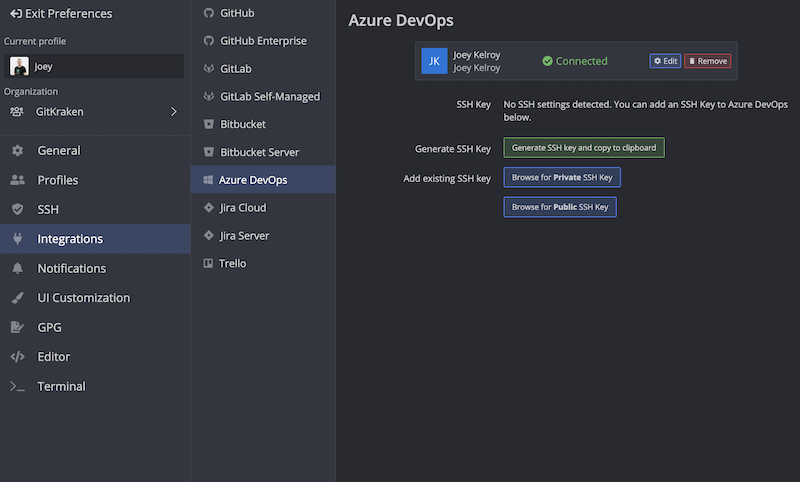 Exit Preferences
Current profile
Joey
Organization
GitKraken
General
Profiles
SSH
Integrations
Notifications
UI Customization
GPG
Editor
Terminal
GitHub
GitHub Enterprise
GitLab
GitLab Self-Managed
Bitbucket
Bitbucket Server
Azure DevOps
Jira Cloud
Jira Server
Trello
Azure DevOps
JK
Joey Kelroy
Joey Kelroy
Connected
Edit
Remove
SSH Key
No SSH settings detected. You can add an SSH Key to Azure DevOps
below.
Generate SSH Key
Generate SSH key and copy to clipboard
Add existing SSH key
Browse for Private SSH Key
Browse for Public SSH Key